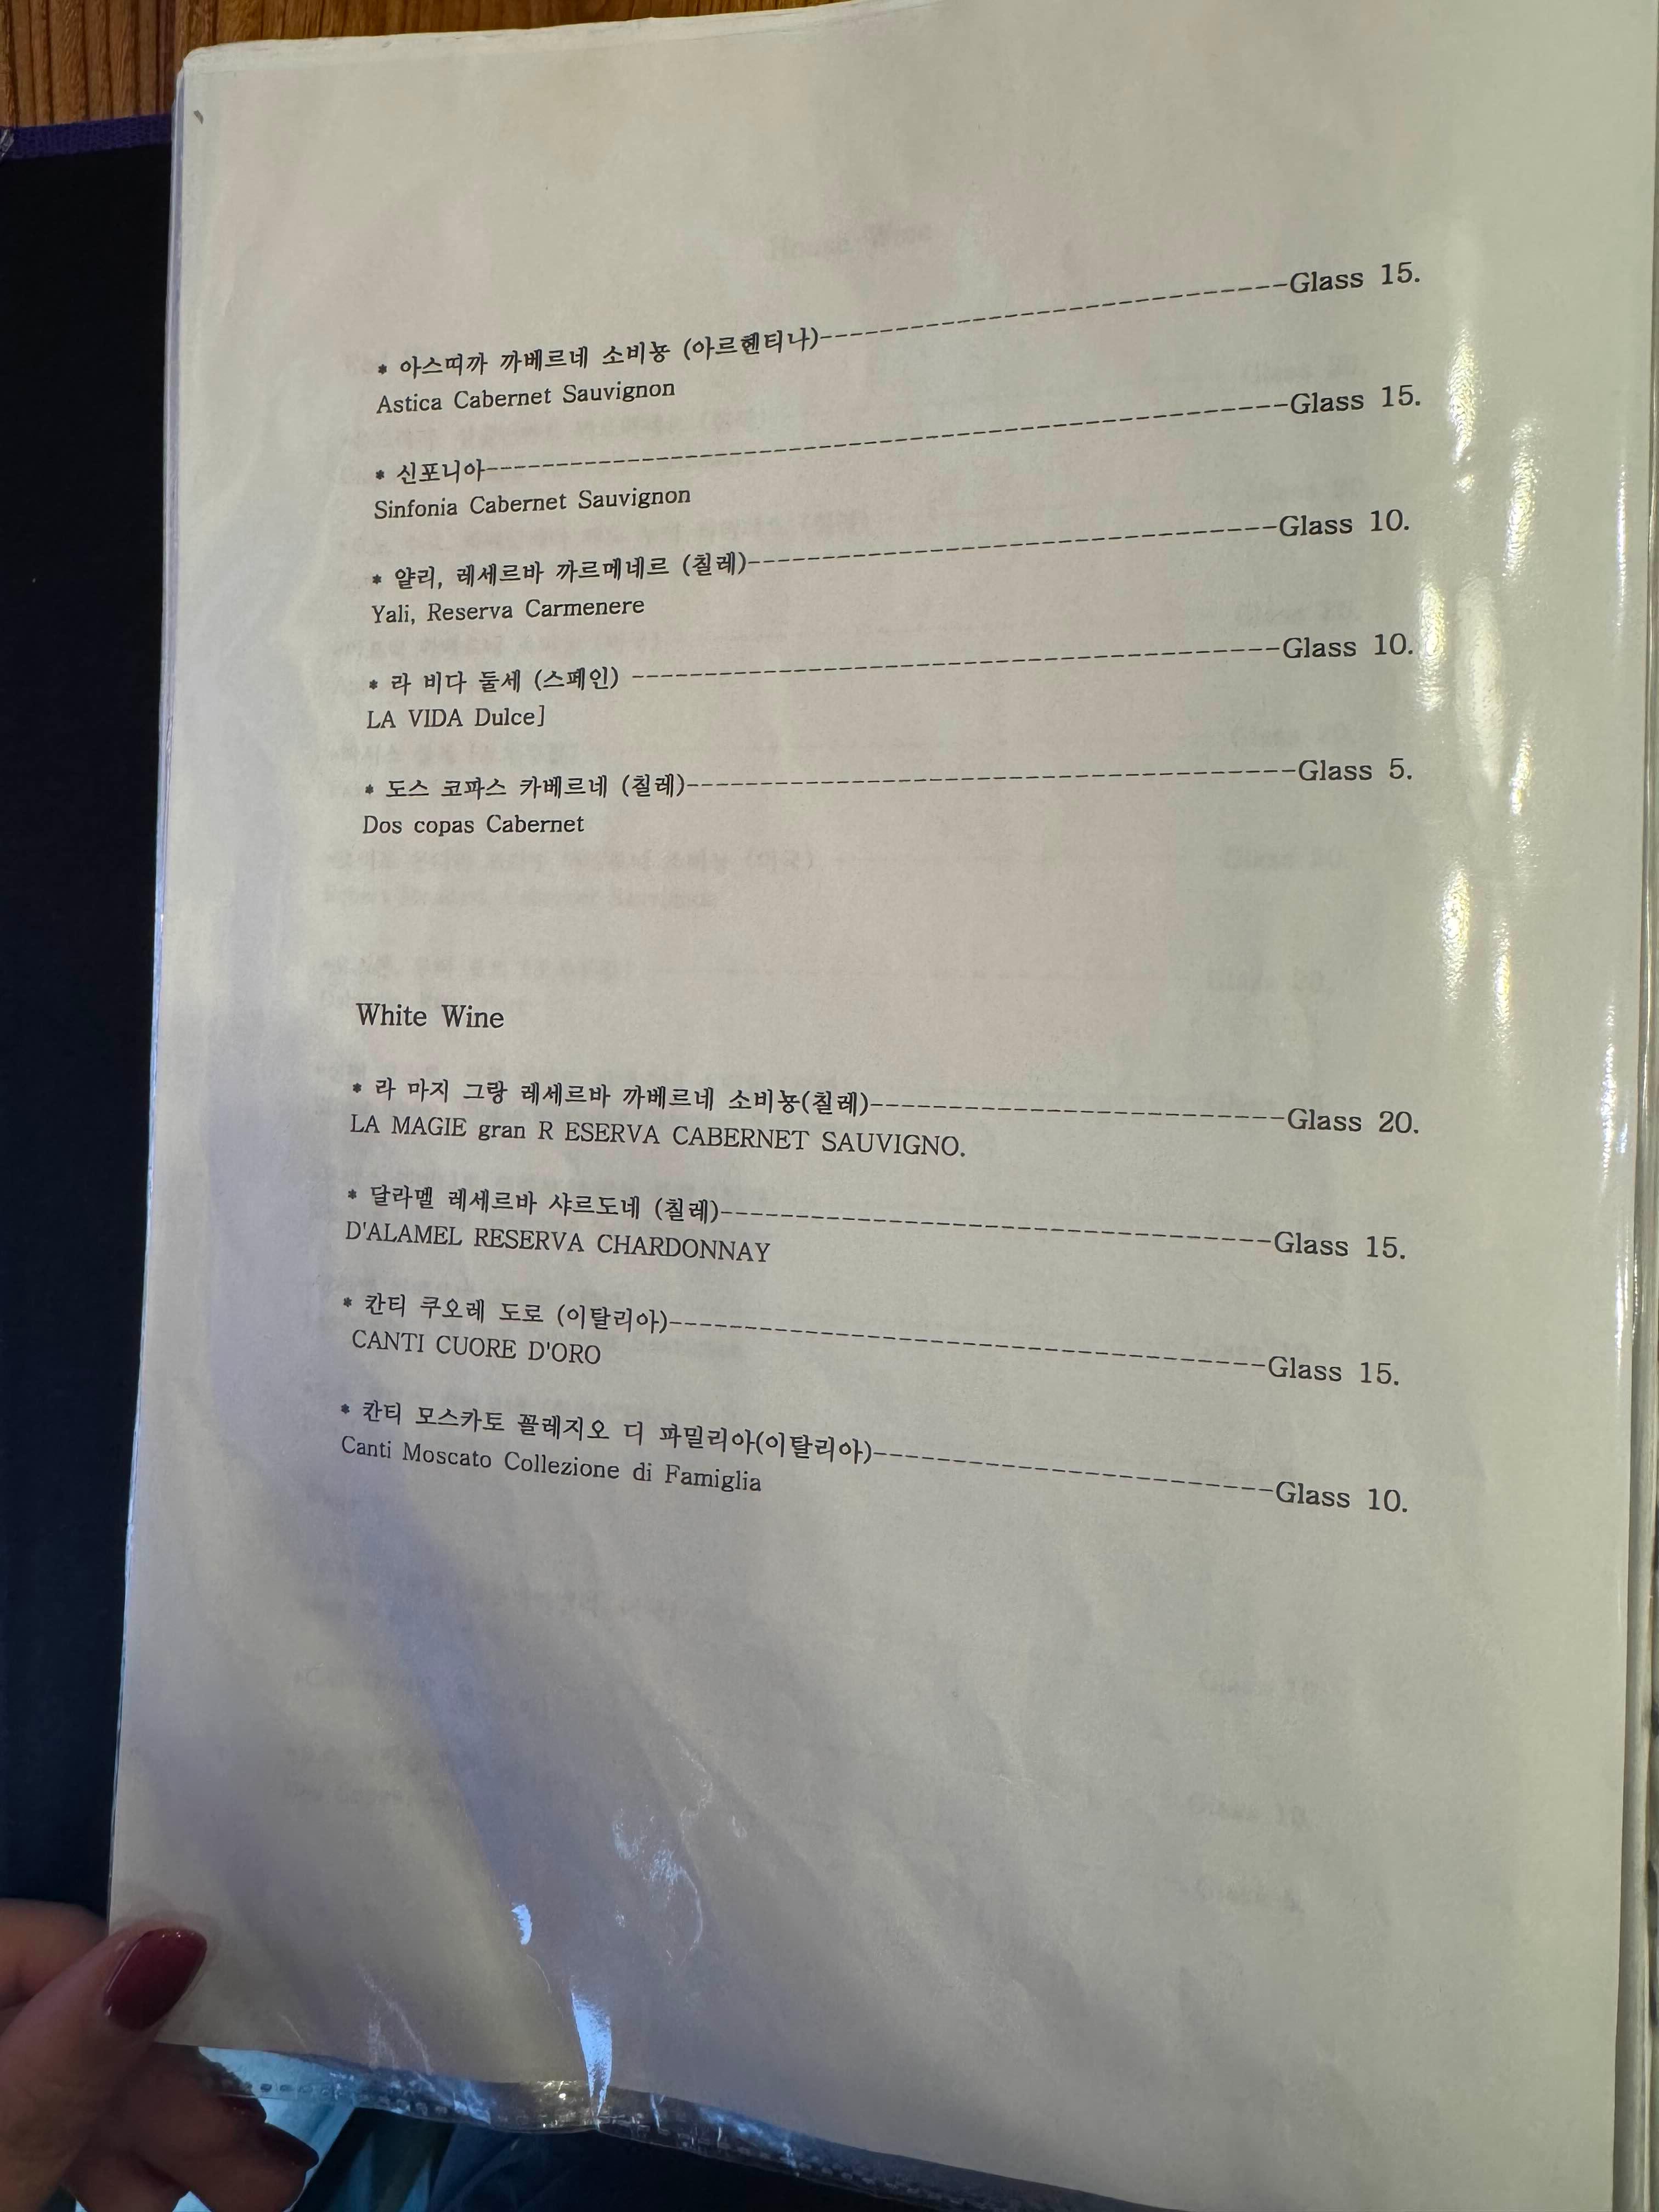 * 아스띠까 까베르네 소비뇽 (아르헨티나)------------------------------------Glass 15.
Astica Cabernet Sauvignon
* 신포니아---------------------------------------------------------------Glass 15.
Sinfonia Cabernet Sauvignon
* 얄리, 레세르바 까르메네르 (칠레)------------------------------------------Glass 10.
Yali, Reserva Carmenere
* 라 비다 둘세 (스페인) ---------------------------------------------------Glass 10.
LA VIDA Dulce]
* 도스 코파스 카베르네 (칠레)-----------------------------------------------Glass 5.
Dos copas Cabernet
White Wine
* 라 마지 그랑 레세르바 까베르네 소비뇽(칠레)--------------------------------Glass 20.
LA MAGIE gran R ESERVA CABERNET SAUVIGNO.
* 달라멜 레세르바 샤르도네 (칠레)-------------------------------------------Glass 15.
D'ALAMEL RESERVA CHARDONNAY
* 칸티 쿠오레 도로 (이탈리아)----------------------------------------------Glass 15.
CANTI CUORE D'ORO
* 칸티 모스카토 꼴레지오 디 파밀리아(이탈리아)-------------------------------Glass 10.
Canti Moscato Collezione di Famiglia